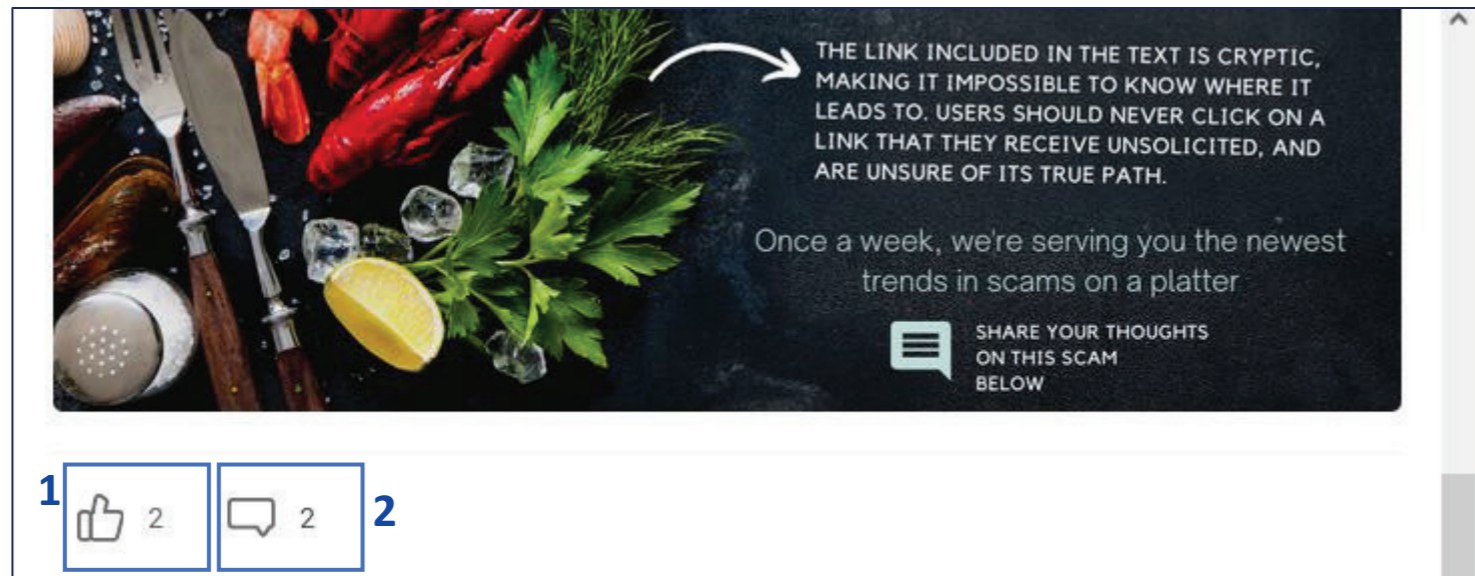 THE LINK INCLUDED IN THE TEXT IS CRYPTIC,
MAKING IT IMPOSSIBLE TO KNOW WHERE IT
LEADS TO. USERS SHOULD NEVER CLICK ON A
LINK THAT THEY RECEIVE UNSOLICITED, AND
ARE UNSURE OF ITS TRUE PATH.
Once a week, we're serving you the newest
trends in scams on a platter
SHARE YOUR THOUGHTS
ON THIS SCAM
BELOW
1 2 2 2